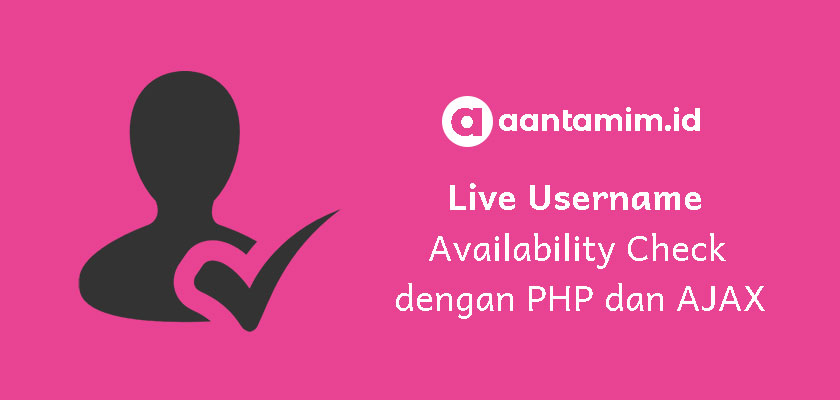 aantamim.id
Live Username
Availability Check
dengan PHP dan AJAX